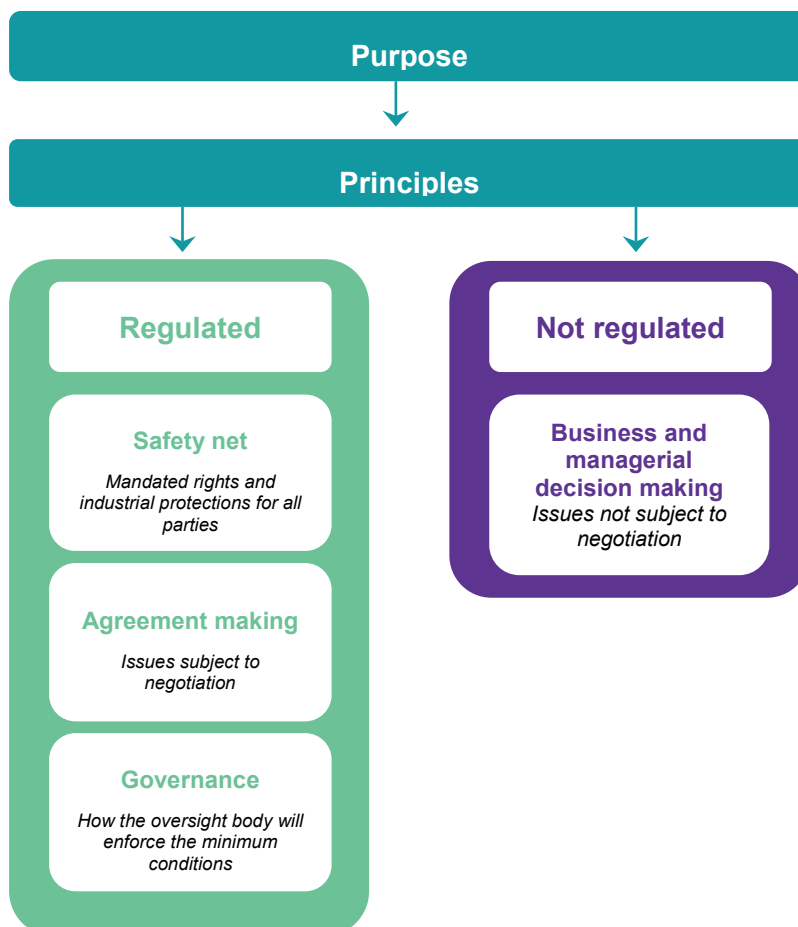 Purpose
Principles
Regulated
Safety net
Mandated rights and
industrial protections for all
parties
Agreement making
Issues subject to
negotiation
Governance
How the oversight body will
enforce the minimum
conditions
Not regulated
Business and
managerial
decision making
Issues not subject to
negotiation